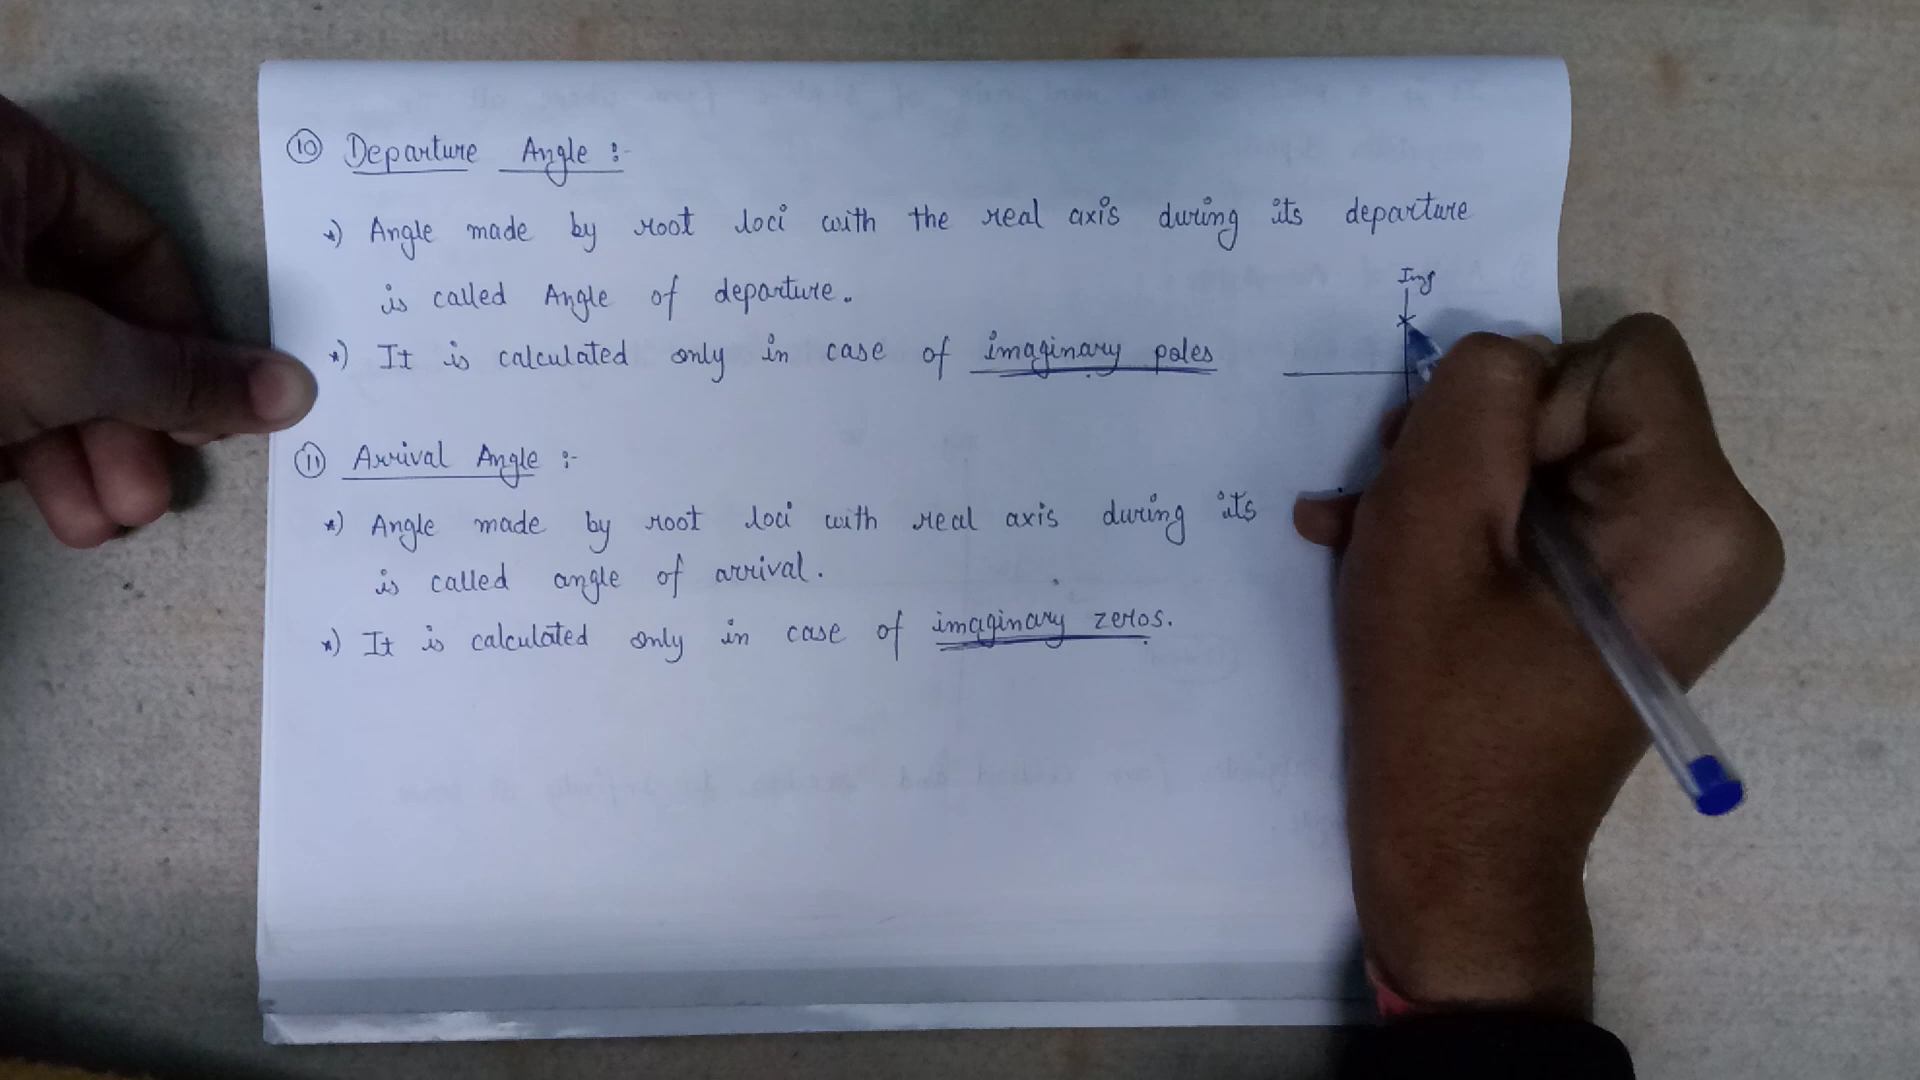 10 Departure Angle :-
*) Angle made by root loci with the real axis during its departure
is called Angle of departure.
Img
*) It is calculated only in case of imaginary poles
11 Arrival Angle :-
*) Angle made by root loci with real axis during its
is called angle of arrival.
*) It is calculated only in case of imaginary zeros.